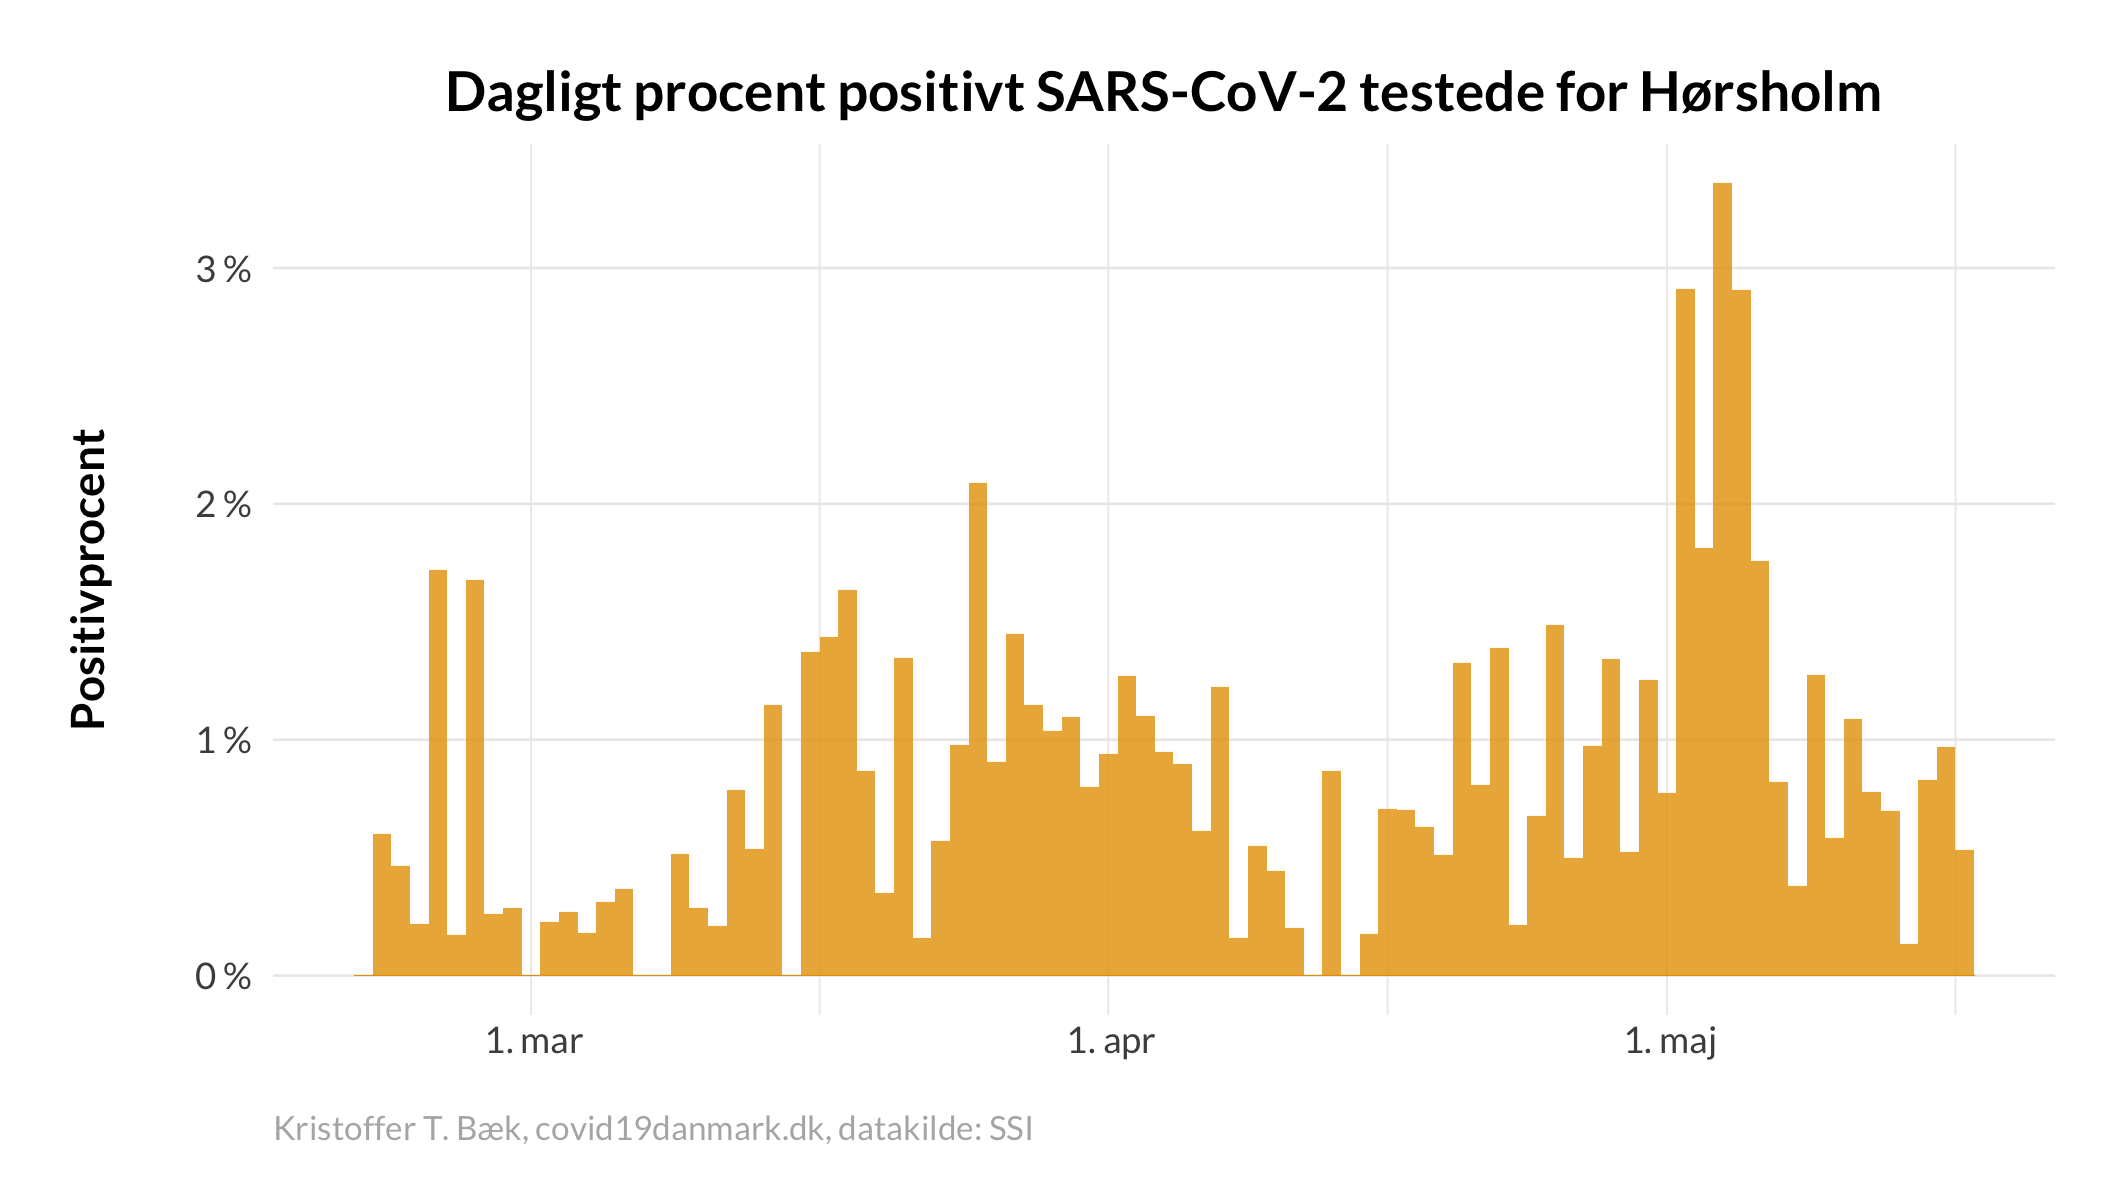 Dagligt procent positivt SARS-CoV-2 testede for Hørsholm
Positivprocent
3 %
2 %
1 %
0 %
1. mar
1. apr
1. maj
Kristoffer T. Bæk, covid19danmark.dk, datakilde: SSI